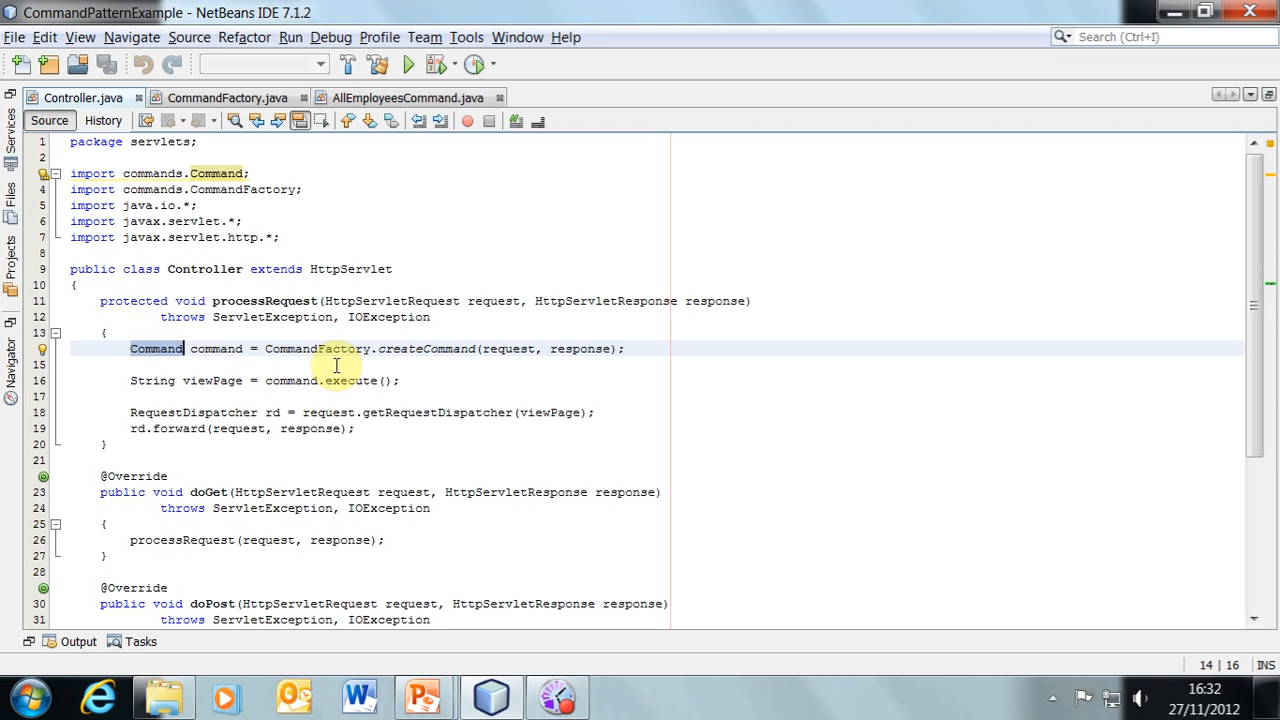 CommandPatternExample - NetBeans IDE 7.1.2
File Edit View Navigate Source Refactor Run Debug Profile Team Tools Window Help
Search (Ctrl+I)
Controller.java CommandFactory.java AllEmployeesCommand.java
Source History
Services
Files
Projects
Navigator
1 package servlets;
2
3 import commands.Command;
4 import commands.CommandFactory;
5 import java.io.*;
6 import javax.servlet.*;
7 import javax.servlet.http.*;
8
9 public class Controller extends HttpServlet
10 {
11 protected void processRequest(HttpServletRequest request, HttpServletResponse response)
12 throws ServletException, IOException
13 {
Command command = CommandFactory.createCommand(request, response);
15
16 String viewPage = command.execute();
17
18 RequestDispatcher rd = request.getRequestDispatcher(viewPage);
19 rd.forward(request, response);
20 }
21
@Override
23 public void doGet(HttpServletRequest request, HttpServletResponse response)
24 throws ServletException, IOException
25 {
26 processRequest(request, response);
27 }
28
@Override
30 public void doPost(HttpServletRequest request, HttpServletResponse response)
31 throws ServletException, IOException
Output Tasks
14 | 16 INS
16:32
27/11/2012